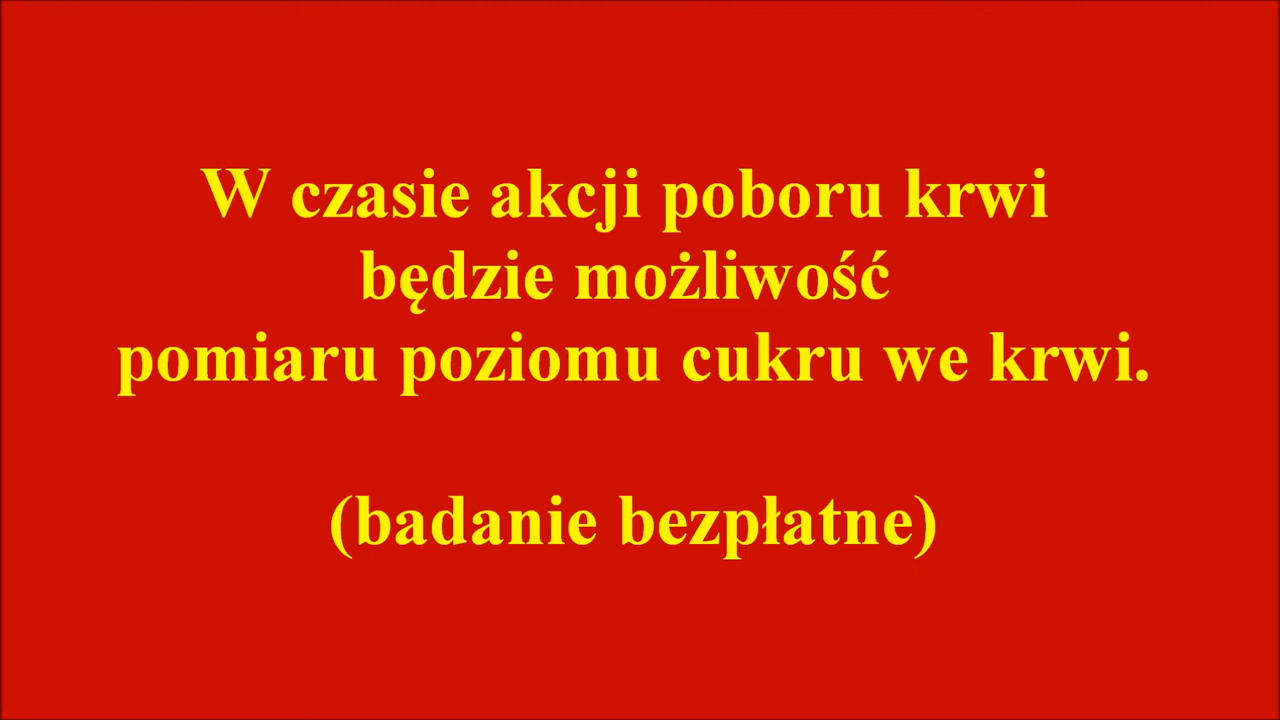 W czasie akcji poboru krwi
będzie możliwość
pomiaru poziomu cukru we krwi.
(badanie bezpłatne)